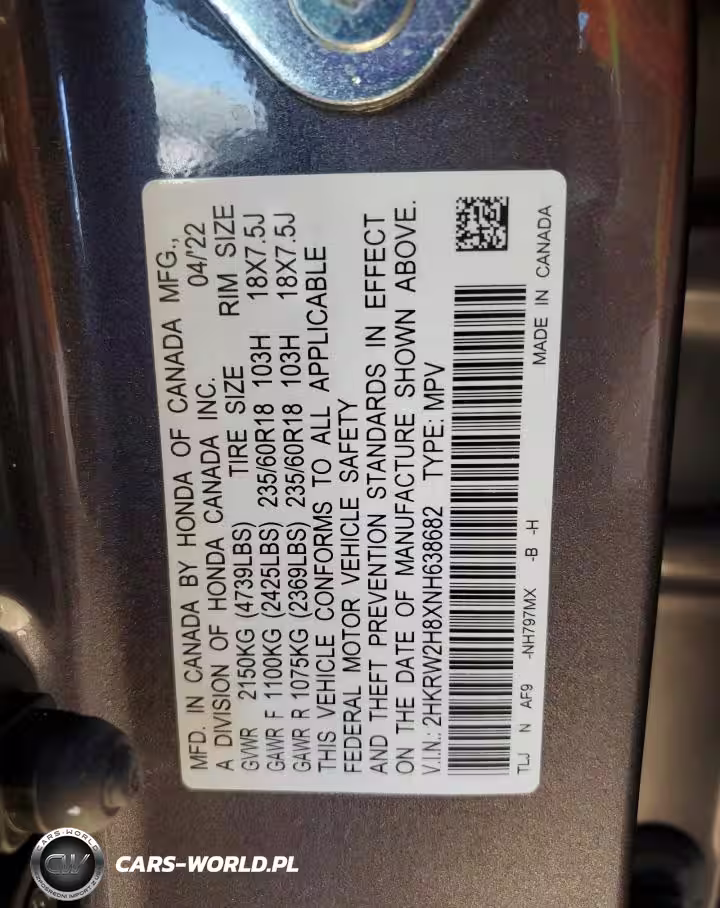 MFD. IN CANADA BY HONDA OF CANADA MFG.,
A DIVISION OF HONDA CANADA INC. 04/'22
GVWR 2150KG (4739LBS) TIRE SIZE RIM SIZE
GAWR F 1100KG (2425LBS) 235/60R18 103H 18X7.5J
GAWR R 1075KG (2369LBS) 235/60R18 103H 18X7.5J
THIS VEHICLE CONFORMS TO ALL APPLICABLE
FEDERAL MOTOR VEHICLE SAFETY
AND THEFT PREVENTION STANDARDS IN EFFECT
ON THE DATE OF MANUFACTURE SHOWN ABOVE.
V.I.N.: 2HKRW2H8XNH638682 TYPE: MPV
TLJ N AF9 -NH797MX -B -H MADE IN CANADA
CARS-WORLD
CW
CARS-WORLD.PL